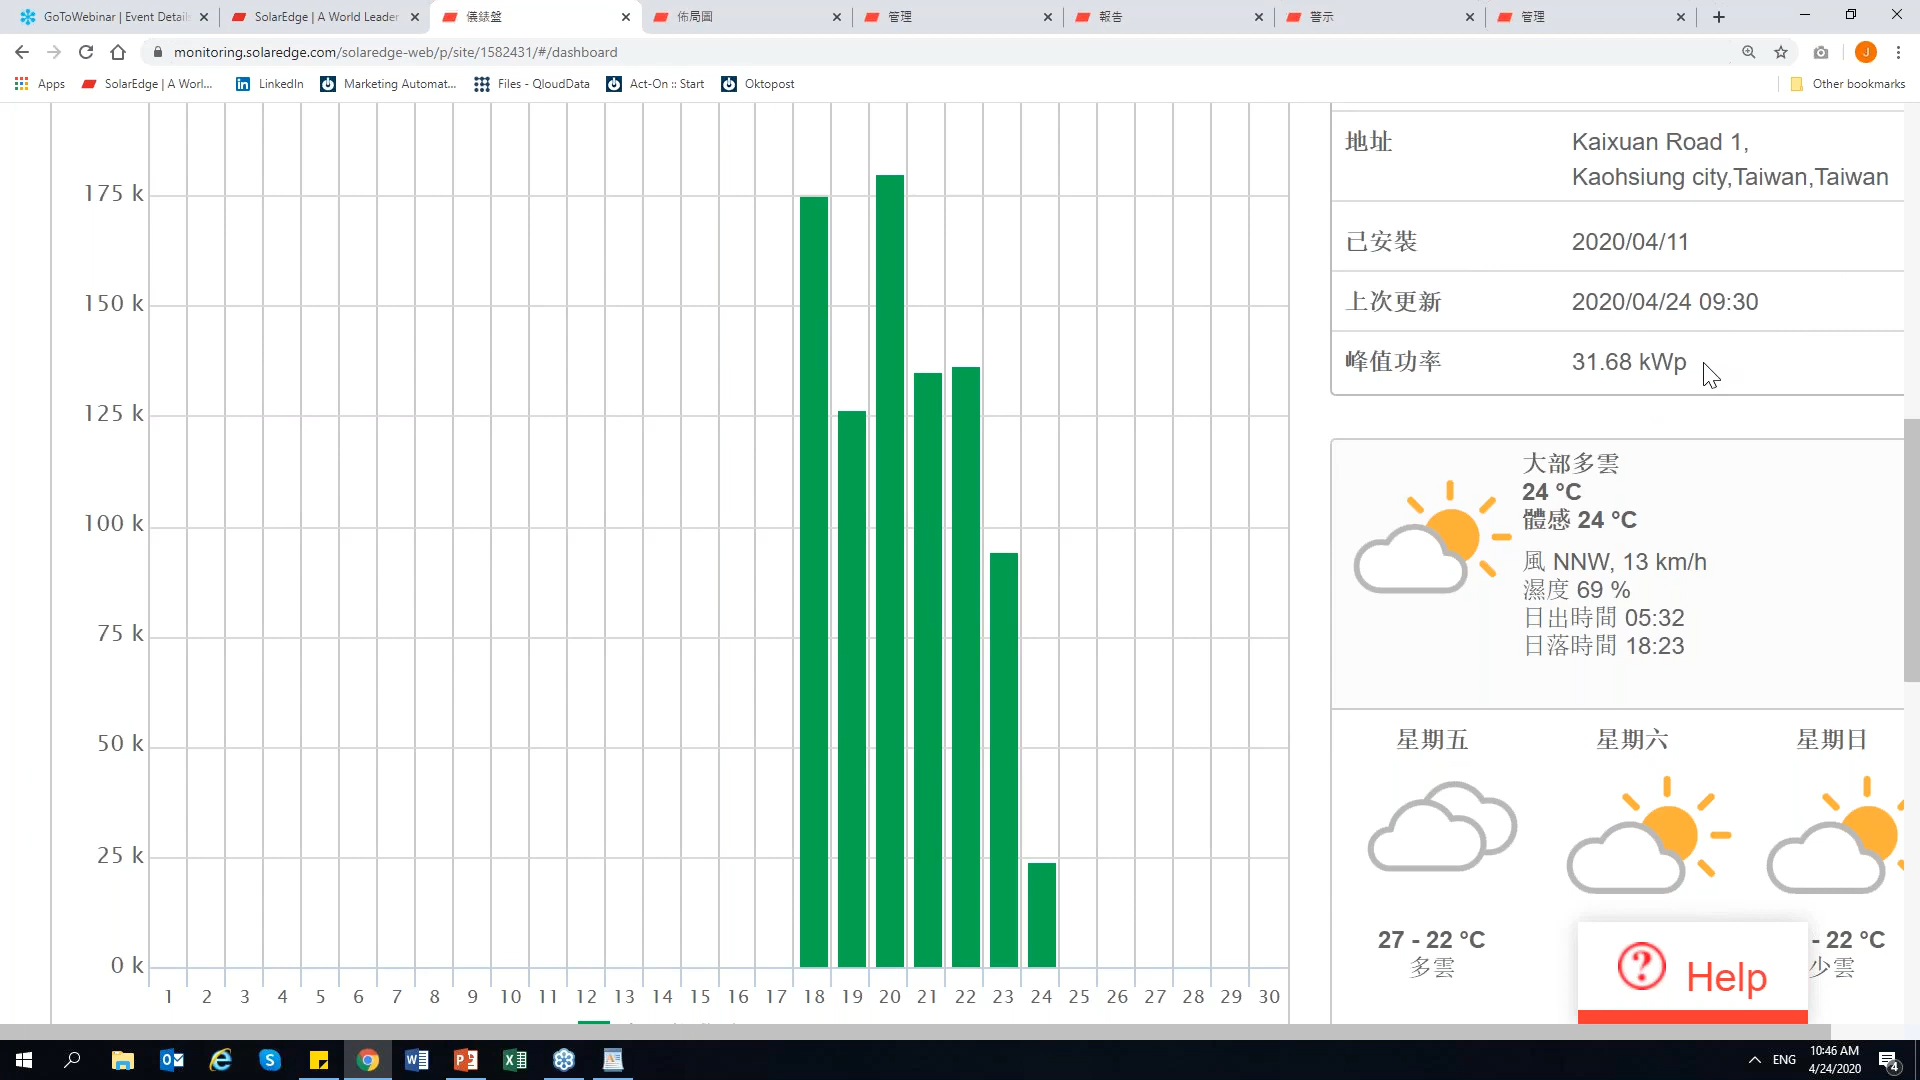 GoToWebinar | Event Details
SolarEdge | A World Leader
儀錶盤
佈局圖
管理
報告
警示
管理
monitoring.solaredge.com/solaredge-web/p/site/1582431/#/dashboard
J
Apps
SolarEdge | A Worl...
LinkedIn
Marketing Automat...
Files - QloudData
Act-On :: Start
Oktopost
Other bookmarks
175 k
150 k
125 k
100 k
75 k
50 k
25 k
0 k
1 2 3 4 5 6 7 8 9 10 11 12 13 14 15 16 17 18 19 20 21 22 23 24 25 26 27 28 29 30
地址 Kaixuan Road 1,
Kaohsiung city,Taiwan,Taiwan
已安裝 2020/04/11
上次更新 2020/04/24 09:30
峰值功率 31.68 kWp
大部多雲
24 °C
體感 24 °C
風 NNW, 13 km/h
濕度 69 %
日出時間 05:32
日落時間 18:23
星期五 星期六 星期日
27 - 22 °C - 22 °C
多雲 少雲
Help
ENG
10:46 AM
4/24/2020
4